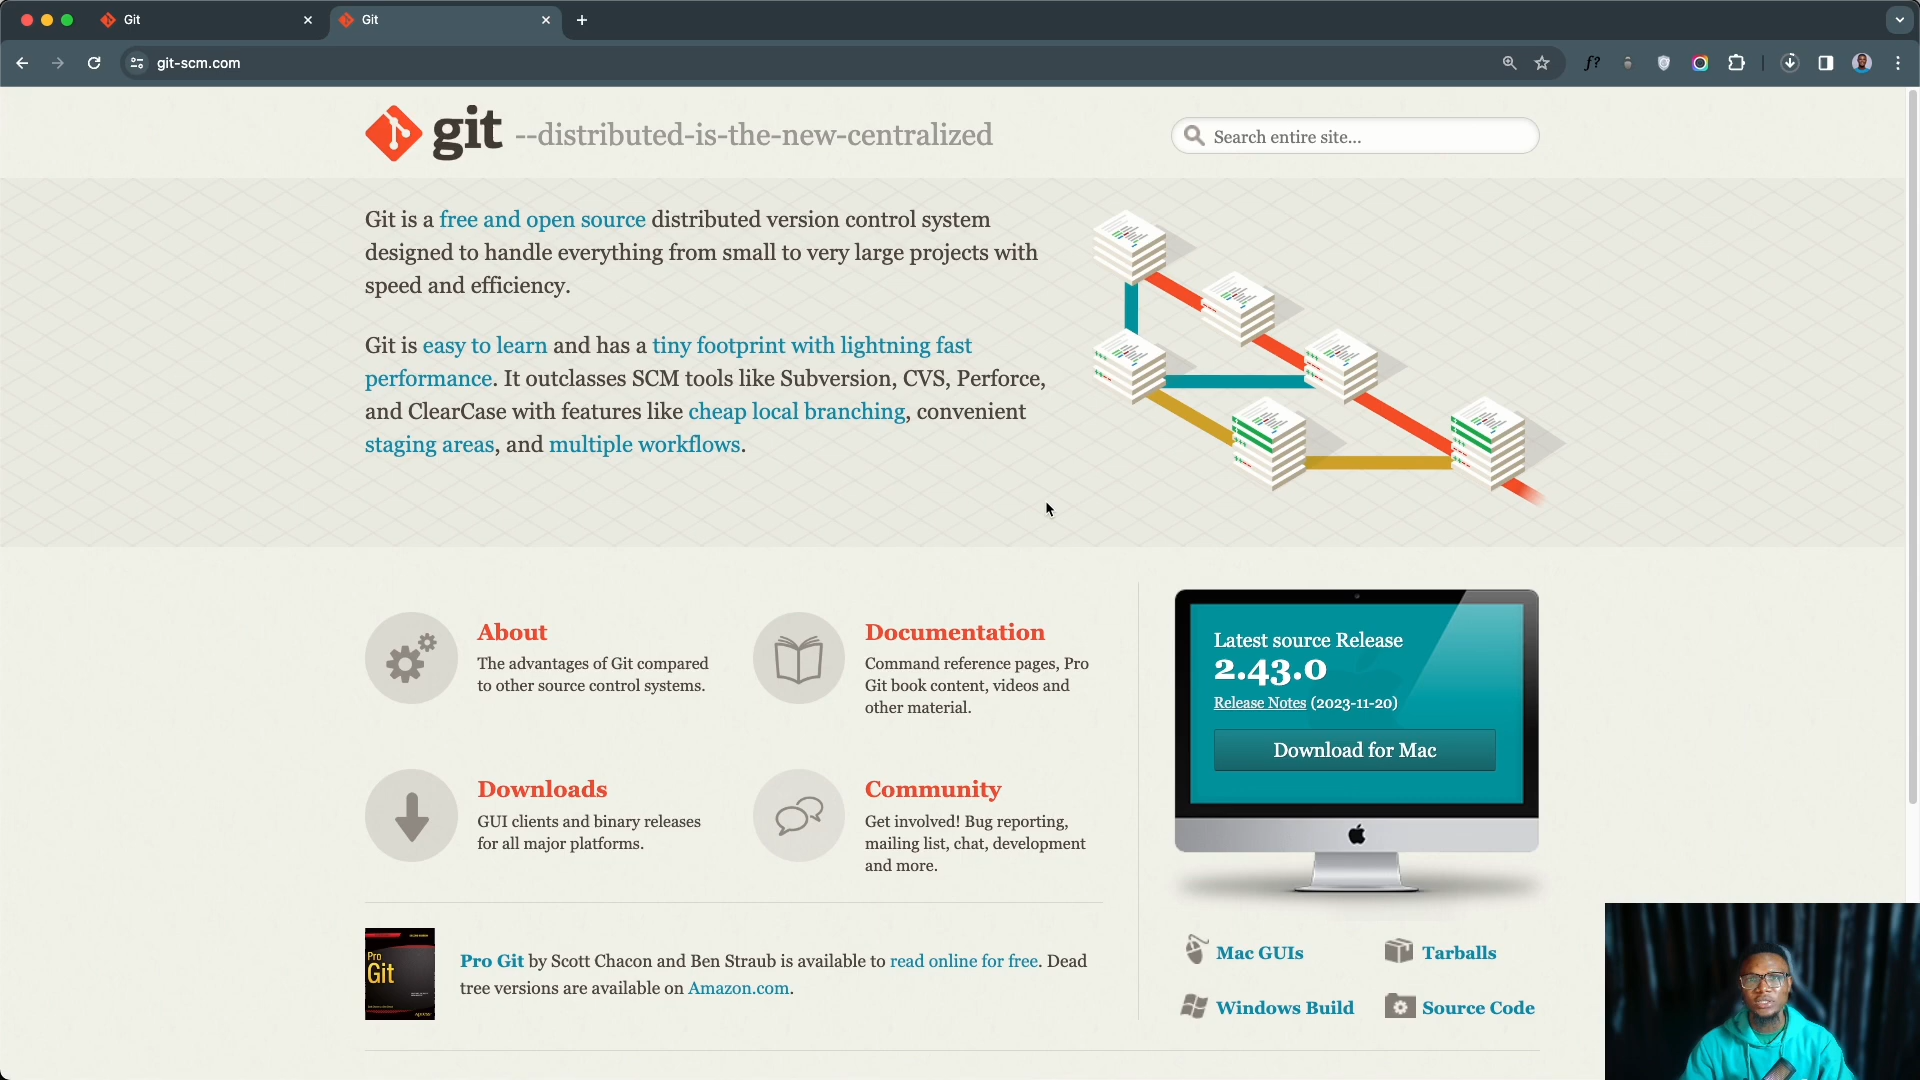 Git
Git
git-scm.com
f?
git --distributed-is-the-new-centralized
Search entire site...
Git is a free and open source distributed version control system
designed to handle everything from small to very large projects with
speed and efficiency.
Git is easy to learn and has a tiny footprint with lightning fast
performance. It outclasses SCM tools like Subversion, CVS, Perforce,
and ClearCase with features like cheap local branching, convenient
staging areas, and multiple workflows.
About
The advantages of Git compared
to other source control systems.
Documentation
Command reference pages, Pro
Git book content, videos and
other material.
Downloads
GUI clients and binary releases
for all major platforms.
Community
Get involved! Bug reporting,
mailing list, chat, development
and more.
Latest source Release
2.43.0
Release Notes (2023-11-20)
Download for Mac
Mac GUIs
Tarballs
Windows Build
Source Code
Pro
Git
Pro Git by Scott Chacon and Ben Straub is available to read online for free. Dead
tree versions are available on Amazon.com.